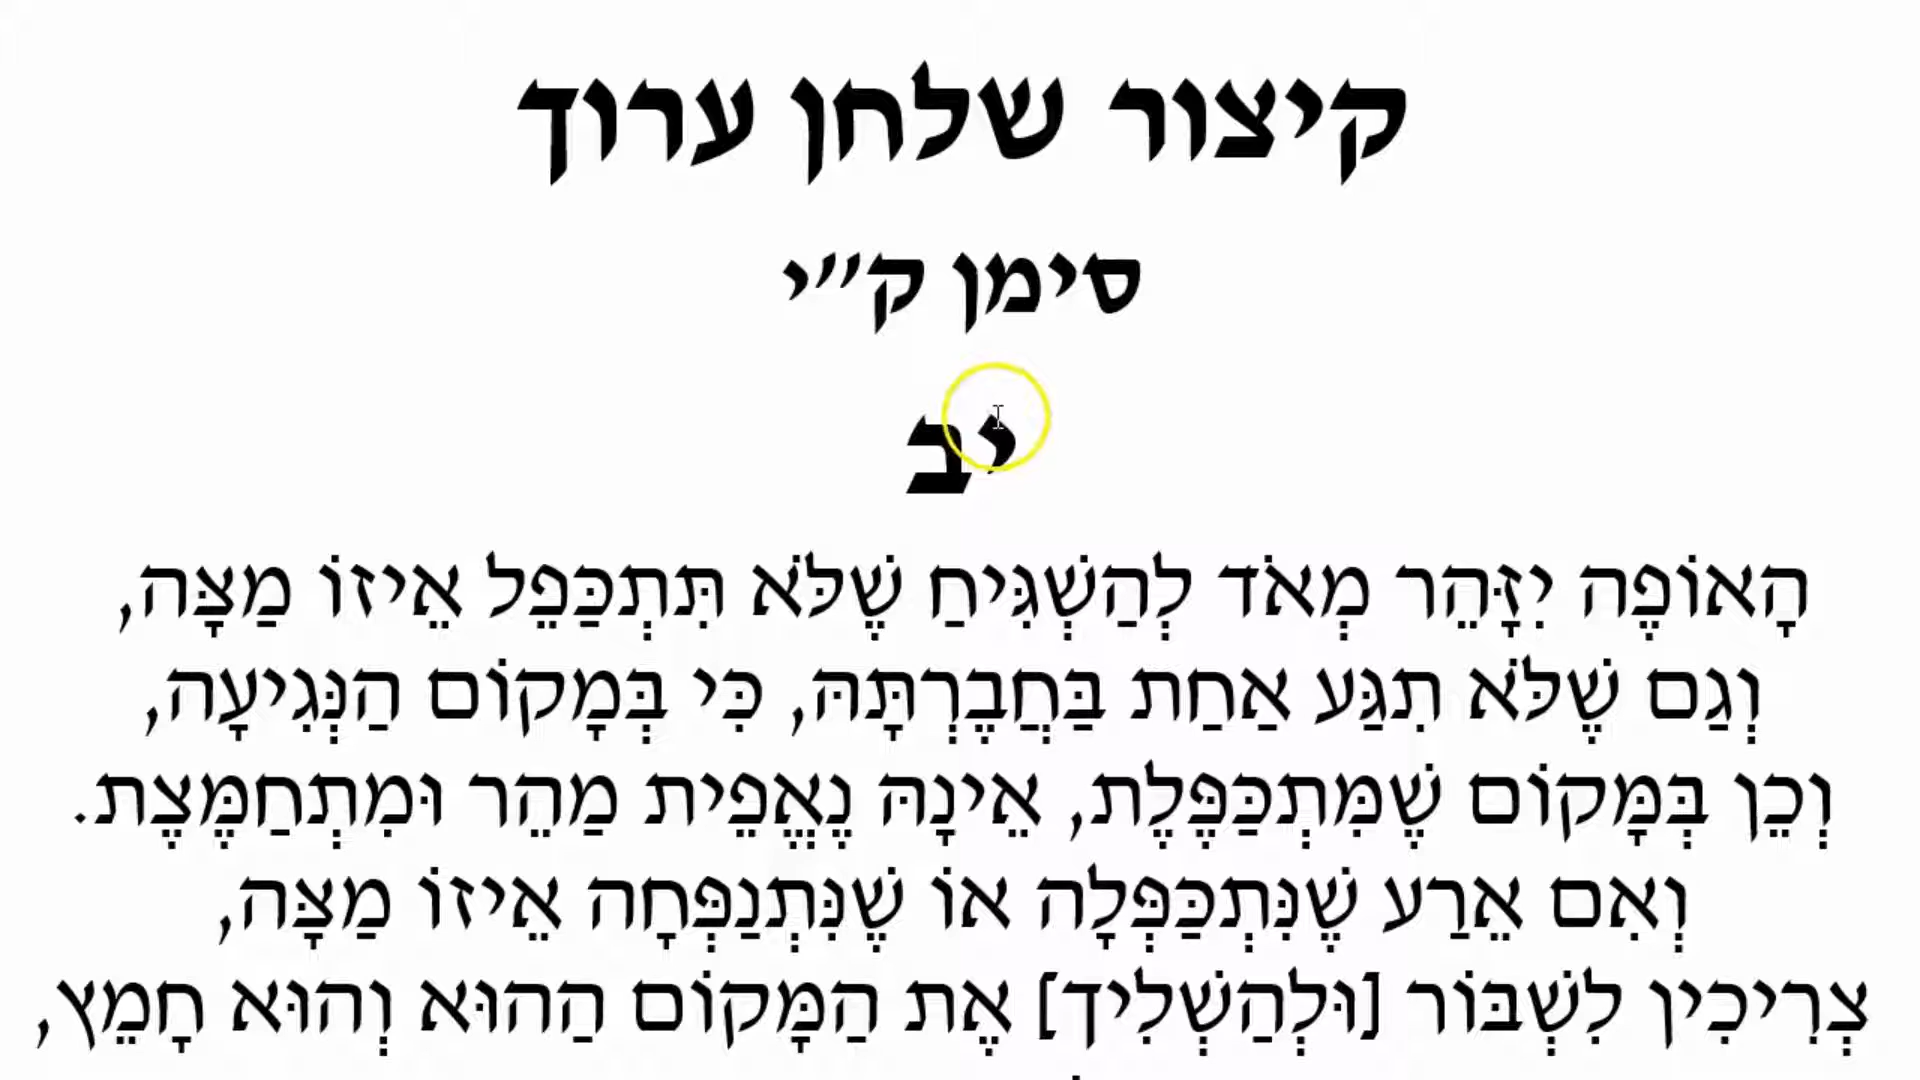 קיצור שלחן ערוך
סימן ק״י
יב
הָאוֹפֶה יִזָּהֵר מְאֹד לְהַשְׁגִּיחַ שֶׁלֹּא תִּתְכַּפֵּל אֵיזוֹ מַצָּה,
וְגַם שֶׁלֹּא תִגַּע אַחַת בַּחֲבֶרְתָּהּ, כִּי בְּמָקוֹם הַנְּגִיעָה,
וְכֵן בְּמָּקוֹם שֶׁמִּתְכַּפֶּלֶת, אֵינָהּ נֶאֱפֵית מַהֵר וּמִתְחַמֶּצֶת.
וְאִם אֵרַע שֶׁנִּתְכַּפְּלָה אוֹ שֶׁנִּתְנַפְּחָה אֵיזוֹ מַצָּה,
צְרִיכִין לִשְׁבּוֹר [וּלְהַשְׁלִיךְ] אֶת הַמָּקוֹם הַהוּא וְהוּא חָמֵץ,